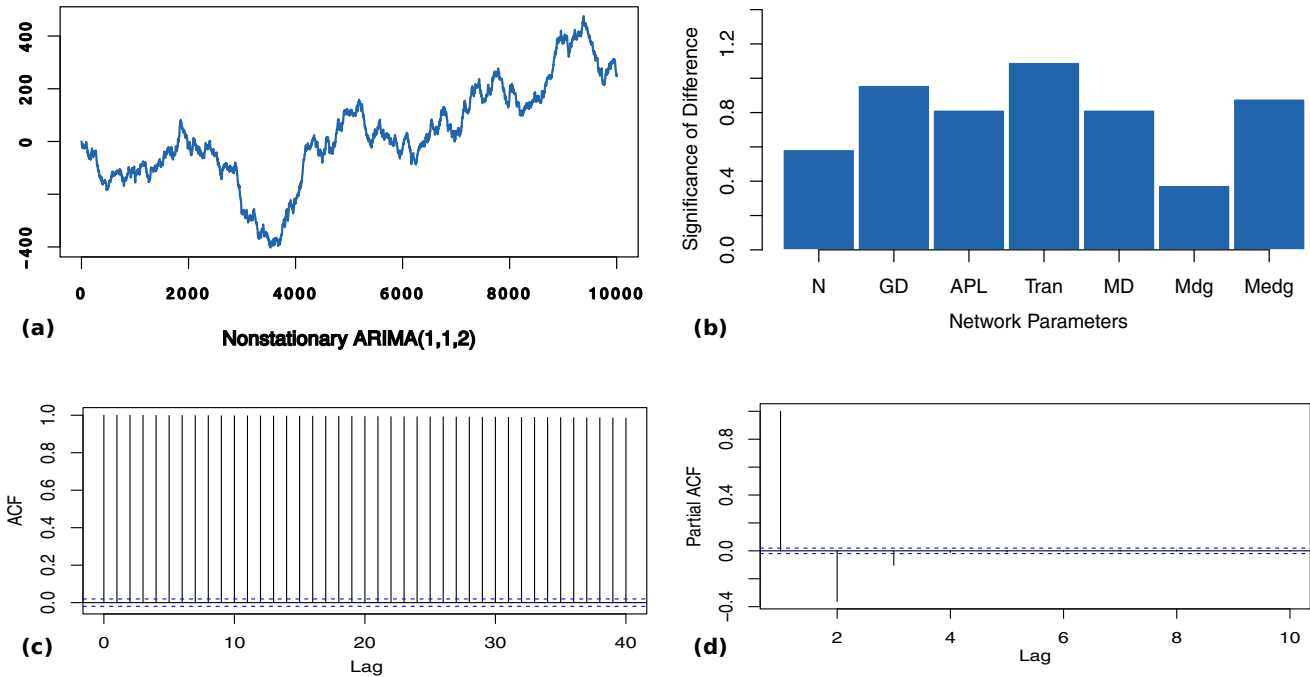 400
200
0
−400
0 2000 4000 6000 8000 10000
(a)
Nonstationary ARIMA(1,1,2)
Significance of Difference
1.2
0.8
0.4
0.0
N GD APL Tran MD Mdg Medg
(b)
Network Parameters
ACF
1.0
0.8
0.6
0.4
0.2
0.0
0 10 20 30 40
(c)
Lag
Partial ACF
0.8
0.4
0.0
−0.4
2 4 6 8 10
(d)
Lag